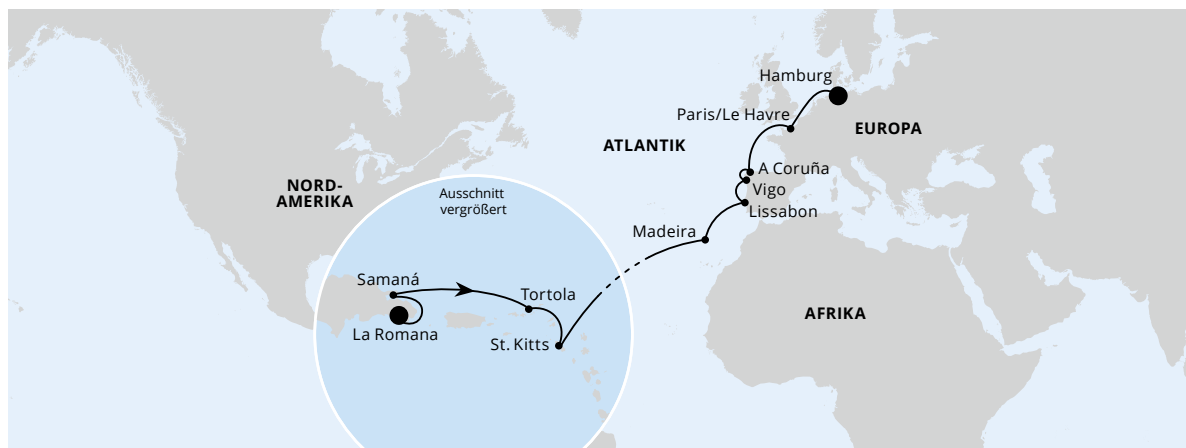 Hamburg
Paris/Le Havre
EUROPA
ATLANTIK
A Coruña
Vigo
Lissabon
NORD-
AMERIKA
Ausschnitt
vergrößert
Madeira
Samaná
Tortola
La Romana
St. Kitts
AFRIKA